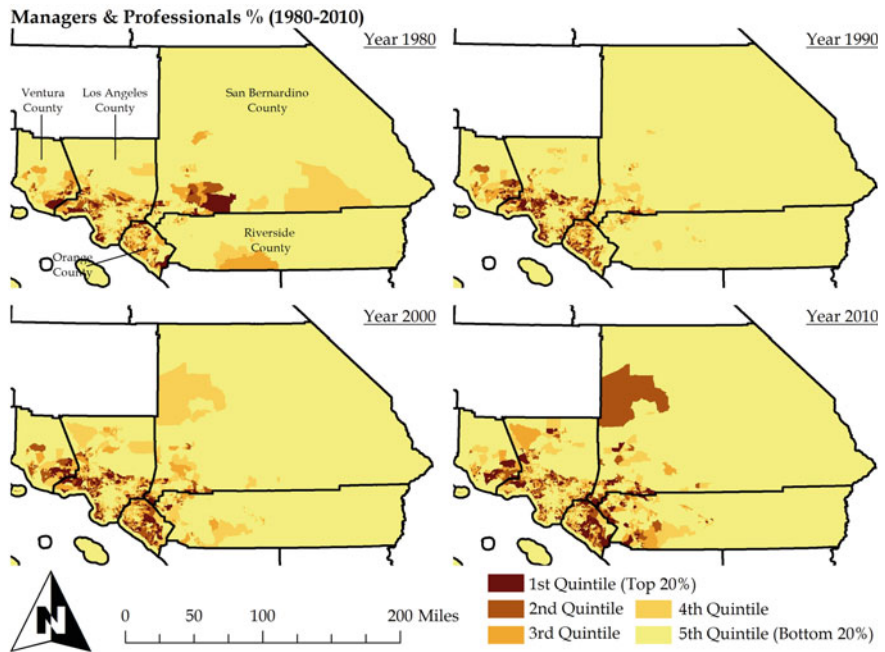 Managers & Professionals % (1980-2010)
Year 1980
Year 1990
Ventura
County
Los Angeles
County
San Bernardino
County
Riverside
County
Orange
County
Year 2000
Year 2010
N
0 50 100 200 Miles
1st Quintile (Top 20%)
2nd Quintile
3rd Quintile
4th Quintile
5th Quintile (Bottom 20%)